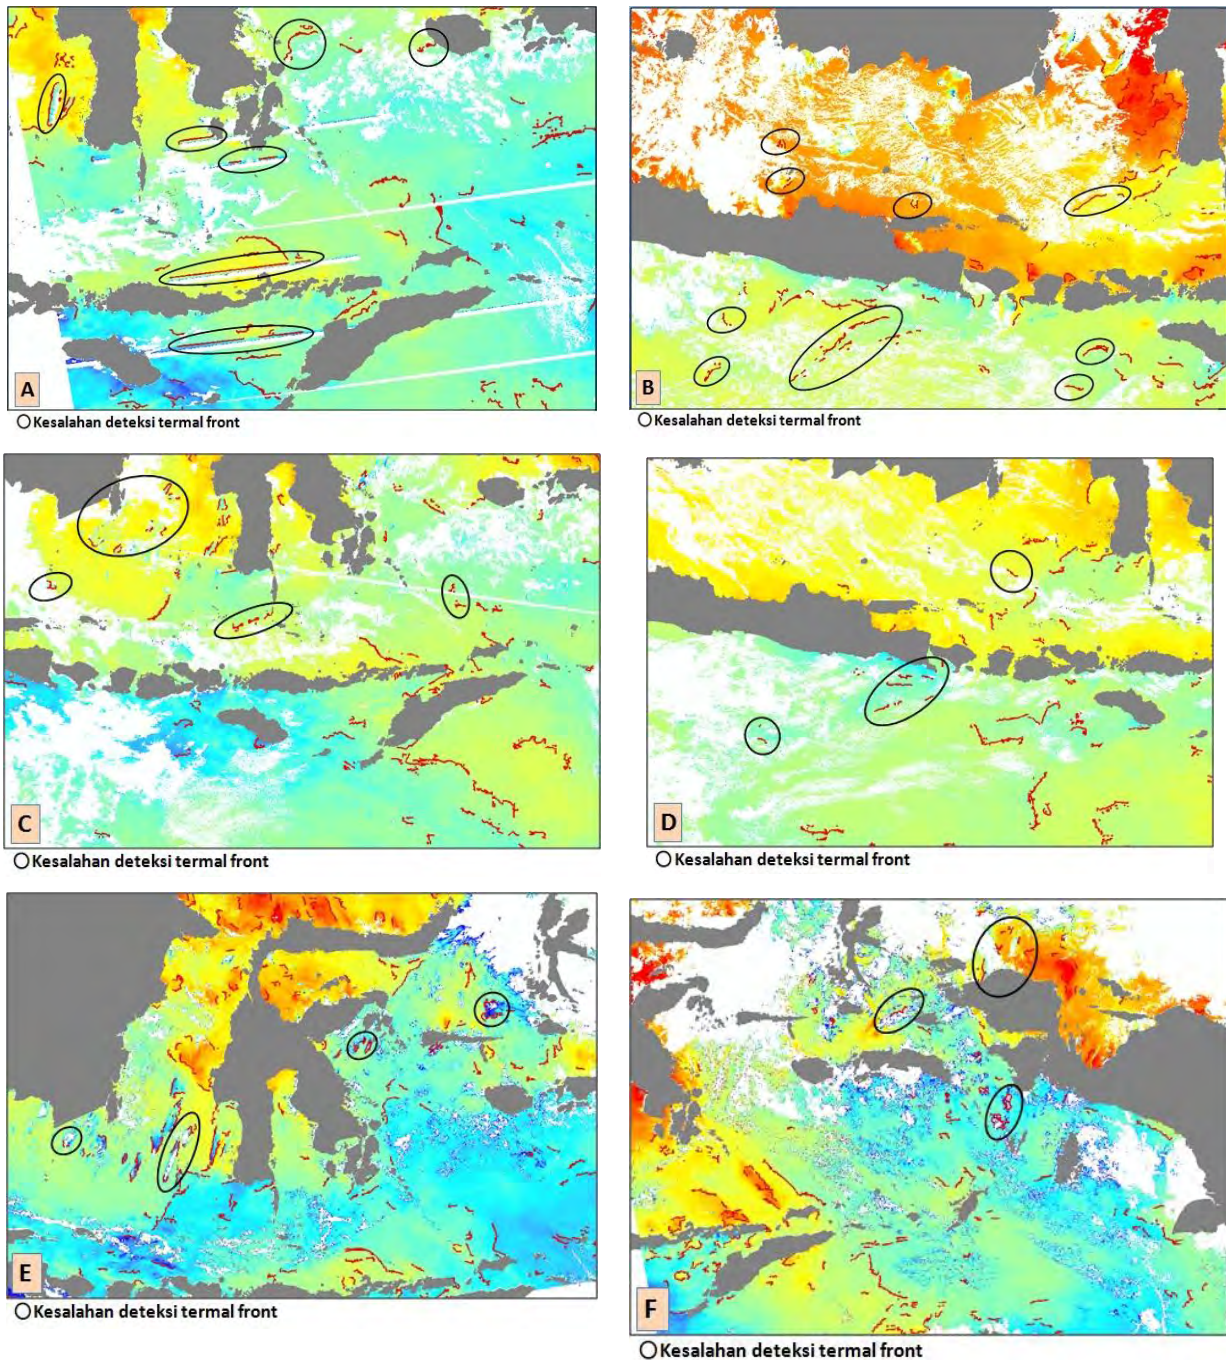 A
B
○ Kesalahan deteksi termal front
○ Kesalahan deteksi termal front
C
D
○ Kesalahan deteksi termal front
○ Kesalahan deteksi termal front
E
F
○ Kesalahan deteksi termal front
○ Kesalahan deteksi termal front